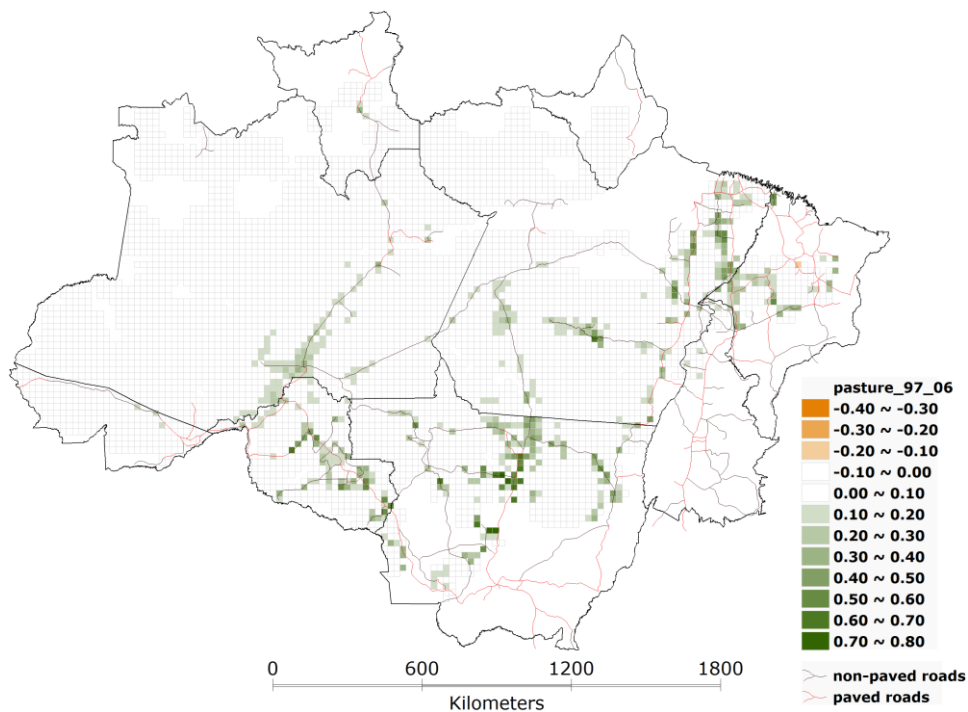 pasture_97_06
-0.40 ~ -0.30
-0.30 ~ -0.20
-0.20 ~ -0.10
-0.10 ~ 0.00
0.00 ~ 0.10
0.10 ~ 0.20
0.20 ~ 0.30
0.30 ~ 0.40
0.40 ~ 0.50
0.50 ~ 0.60
0.60 ~ 0.70
0.70 ~ 0.80
non-paved roads
paved roads
0 600 1200 1800
Kilometers